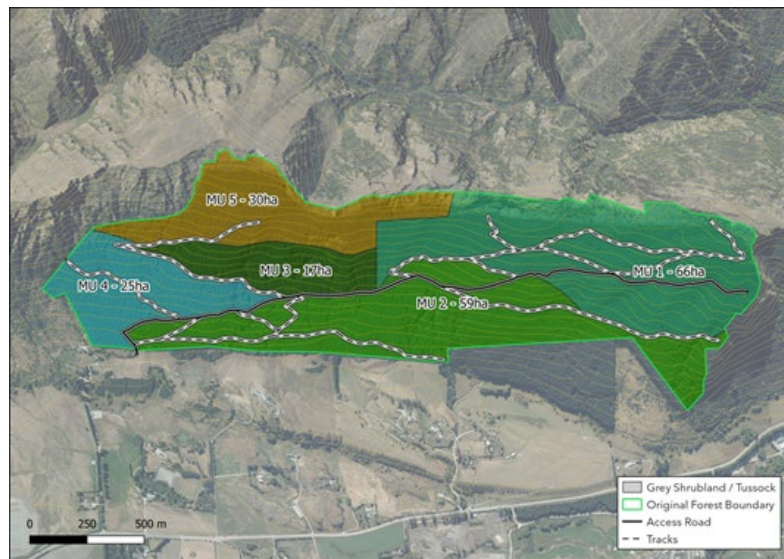 MU 5 - 30ha
MU 3 - 17ha
MU 4 - 25ha
MU 1 - 66ha
MU 2 - 59ha
Grey Shrubland / Tussock
Original Forest Boundary
Access Road
Tracks
0 250 500 m